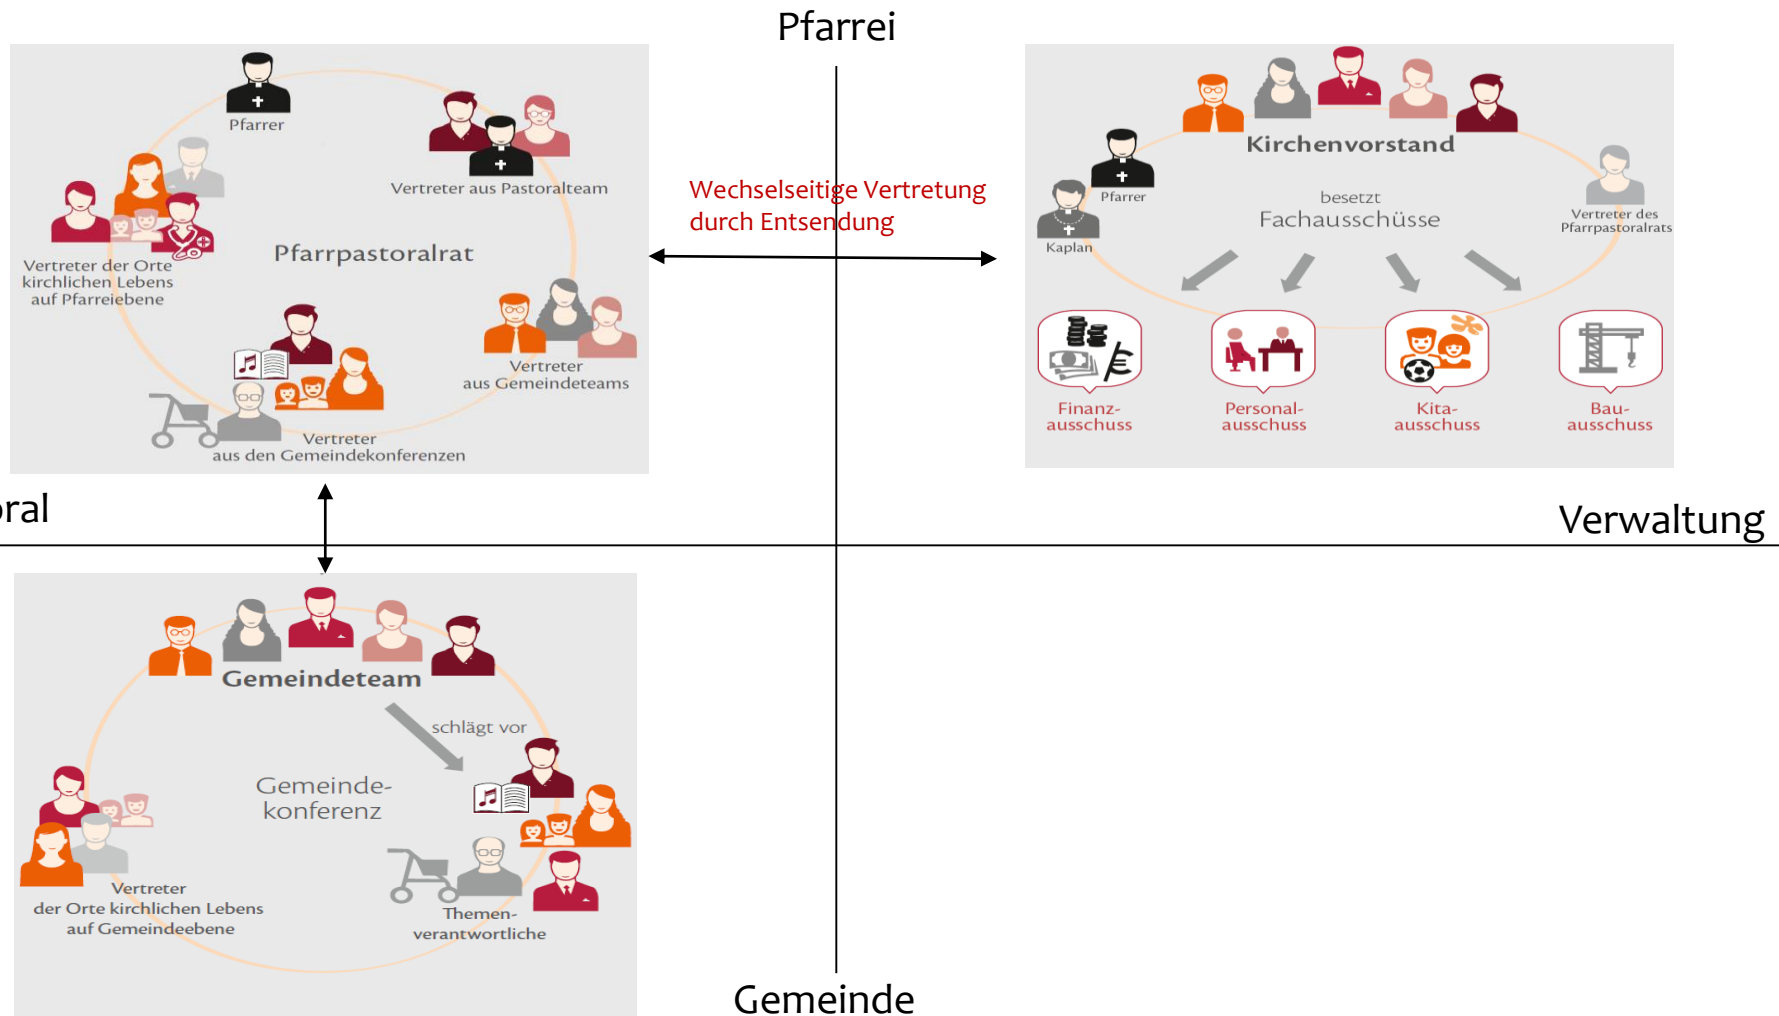 Pfarrei
Pfarrer
Vertreter aus Pastoralteam
Pfarrpastoralrat
Vertreter der Orte
kirchlichen Lebens
auf Pfarreiebene
Vertreter
aus Gemeindeteams
Vertreter
aus den Gemeindekonferenzen
Wechselseitige Vertretung
durch Entsendung
Kirchenvorstand
Pfarrer
Kaplan
besetzt
Fachausschüsse
Vertreter des
Pfarrpastoralrats
Finanz-
ausschuss
Personal-
ausschuss
Kita-
ausschuss
Bau-
ausschuss
oral
Verwaltung
Gemeindeteam
schlägt vor
Gemeinde-
konferenz
Vertreter
der Orte kirchlichen Lebens
auf Gemeindeebene
Themen-
verantwortliche
Gemeinde